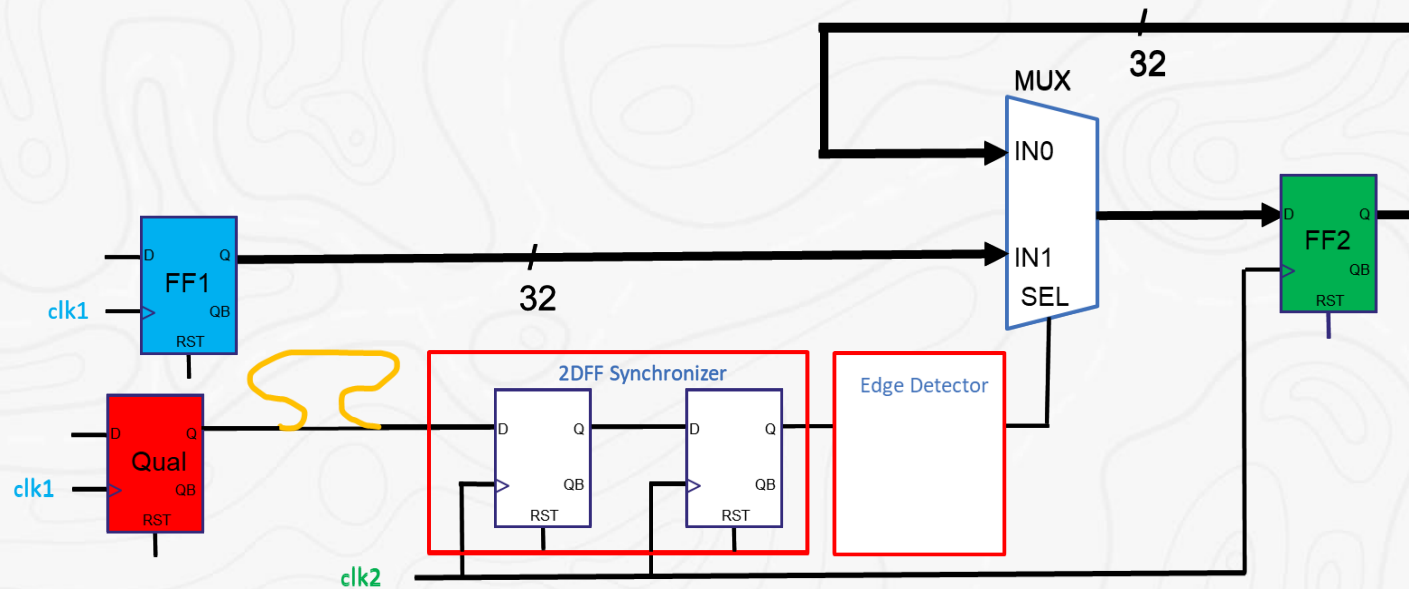 32
MUX
IN0
IN1
SEL
D Q
FF2
QB
RST
D Q
FF1
clk1
QB
RST
32
2DFF Synchronizer
Edge Detector
D Q
Qual
clk1
QB
RST
D Q
QB
RST
D Q
QB
RST
clk2